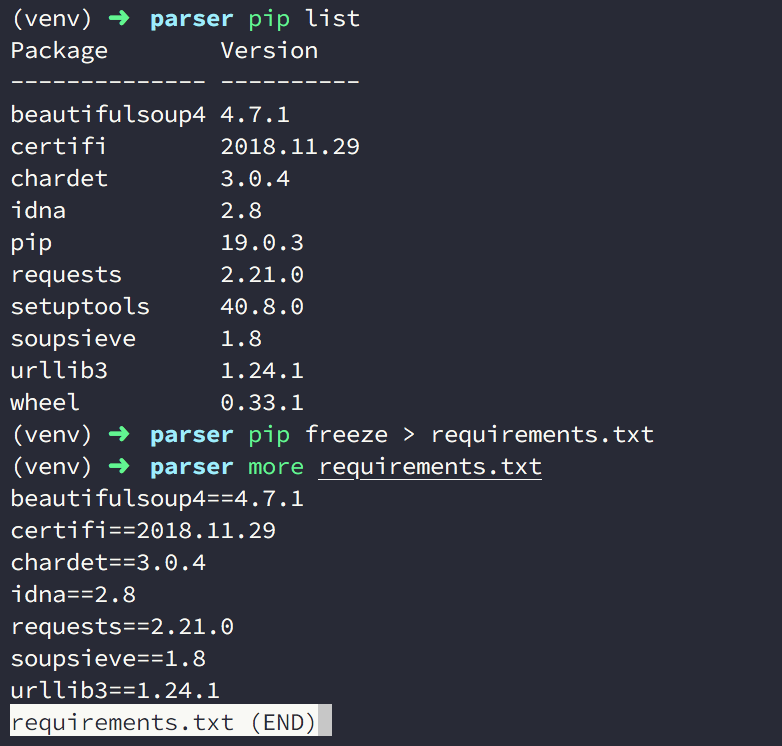 (venv) ➜ parser pip list
Package        Version
-------------- ----------
beautifulsoup4 4.7.1
certifi        2018.11.29
chardet        3.0.4
idna           2.8
pip            19.0.3
requests       2.21.0
setuptools     40.8.0
soupsieve      1.8
urllib3        1.24.1
wheel          0.33.1
(venv) ➜ parser pip freeze > requirements.txt
(venv) ➜ parser more requirements.txt
beautifulsoup4==4.7.1
certifi==2018.11.29
chardet==3.0.4
idna==2.8
requests==2.21.0
soupsieve==1.8
urllib3==1.24.1
requirements.txt (END)